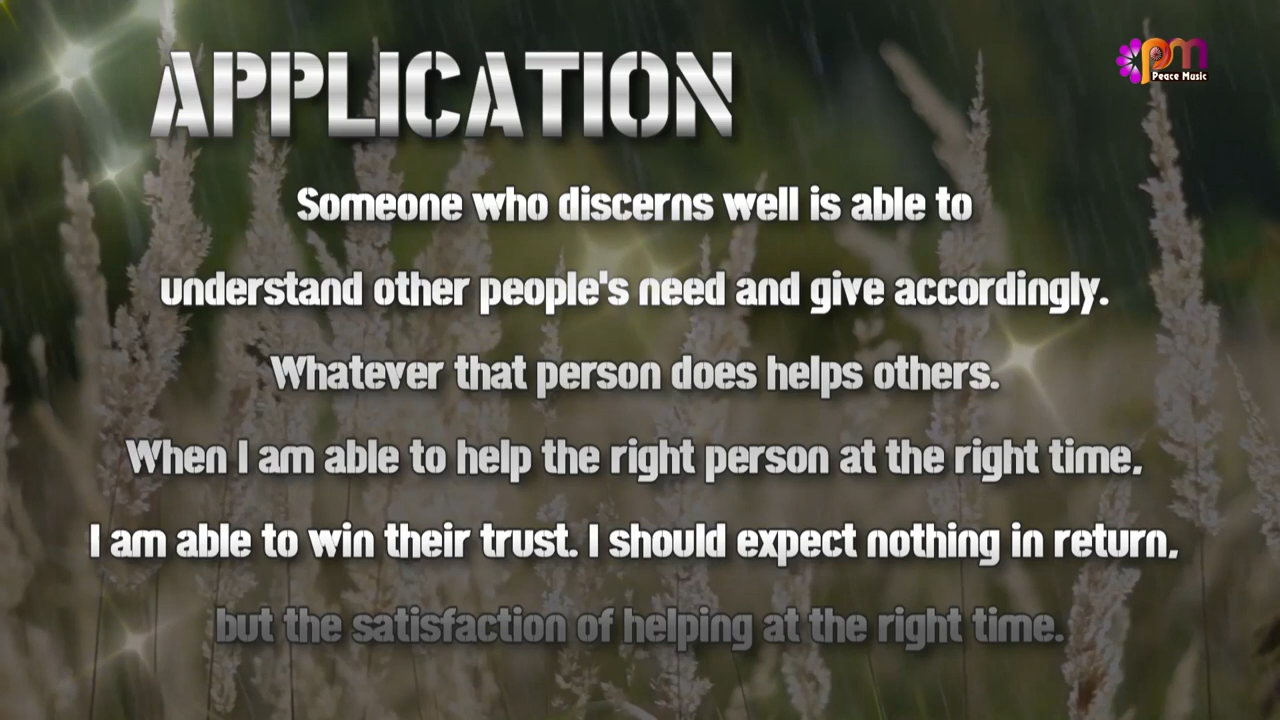 APPLICATION
pm
Peace Music
Someone who discerns well is able to
understand other people's need and give accordingly.
Whatever that person does helps others.
When I am able to help the right person at the right time,
I am able to win their trust. I should expect nothing in return,
but the satisfaction of helping at the right time.